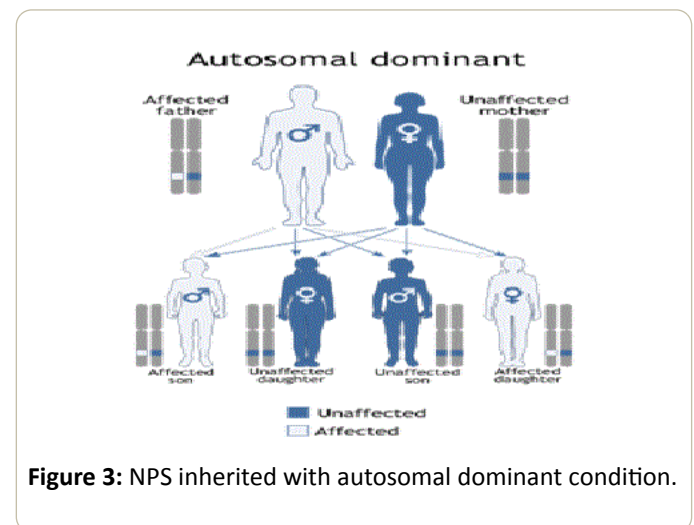 Autosomal dominant
Affected
father
Unaffected
mother
Affected
son
Unaffected
daughter
Unaffected
son
Affected
daughter
Unaffected
Affected
Figure 3: NPS inherited with autosomal dominant condition.